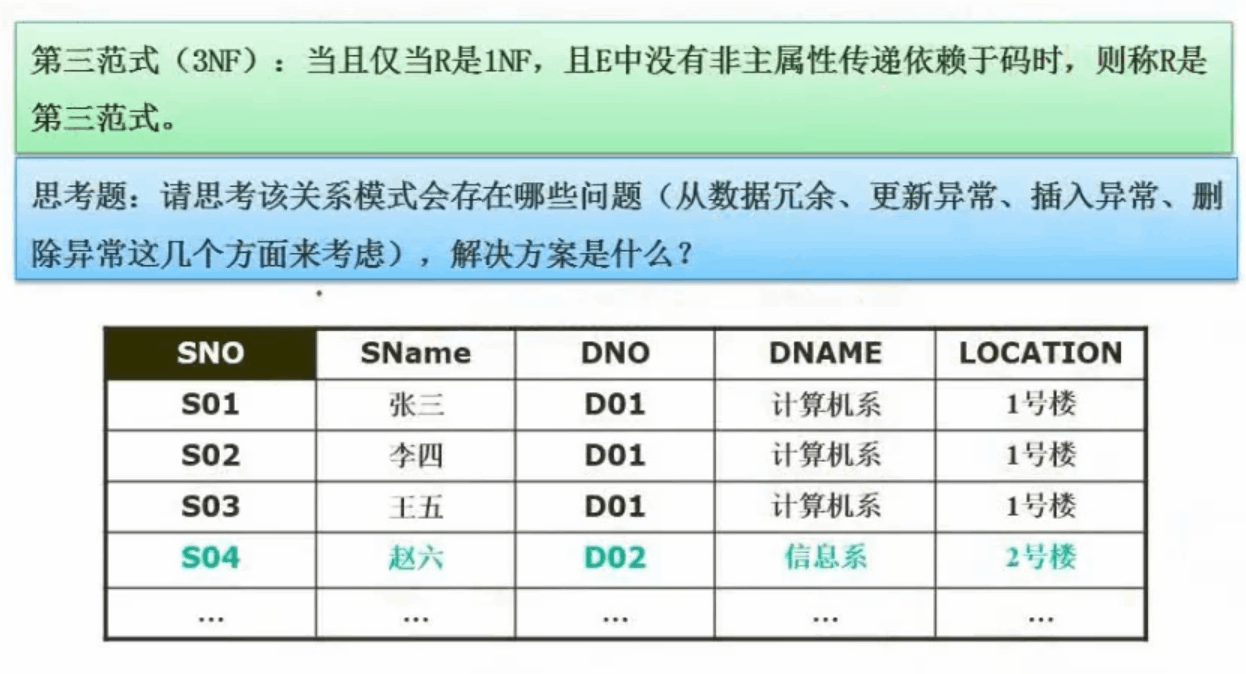 第三范式（3NF）：当且仅当R是1NF，且E中没有非主属性传递依赖于码时，则称R是
第三范式。
思考题：请思考该关系模式会存在哪些问题（从数据冗余、更新异常、插入异常、删
除异常这几个方面来考虑），解决方案是什么？
SNO SName DNO DNAME LOCATION
S01 张三 D01 计算机系 1号楼
S02 李四 D01 计算机系 1号楼
S03 王五 D01 计算机系 1号楼
S04 赵六 D02 信息系 2号楼
… … … … …